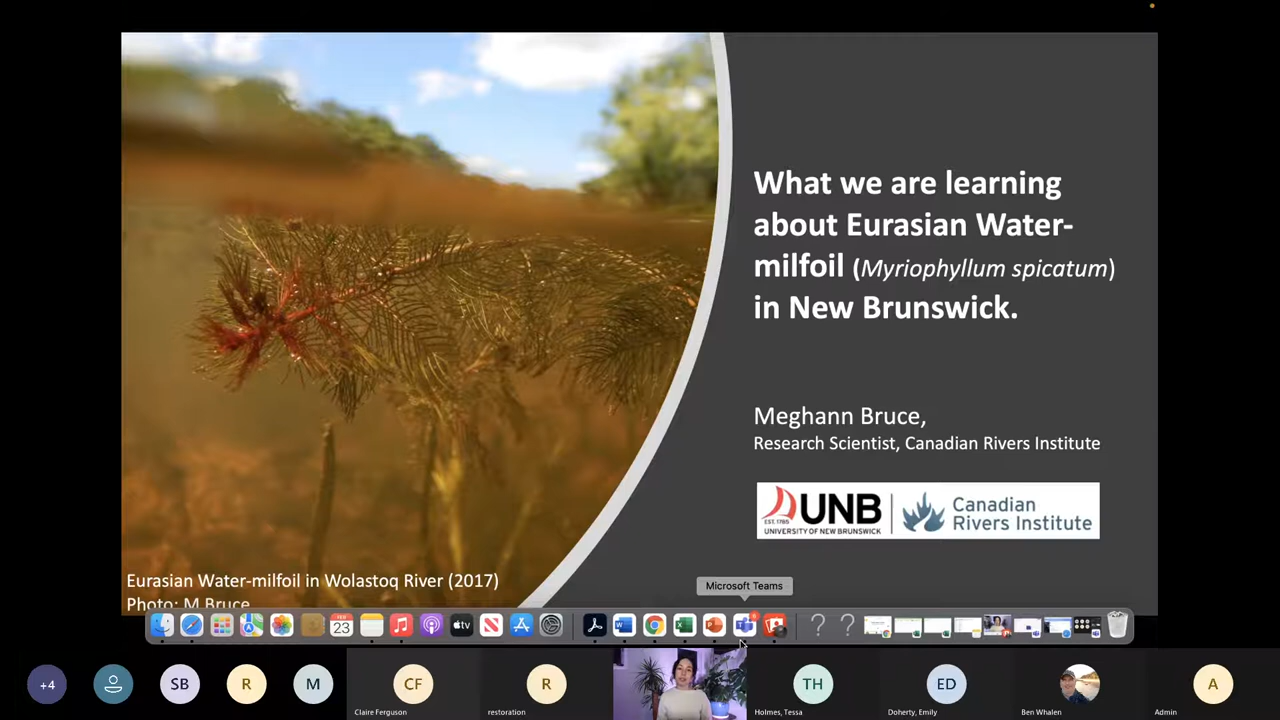 What we are learning
about Eurasian Water-
milfoil (Myriophyllum spicatum)
in New Brunswick.
Meghann Bruce,
Research Scientist, Canadian Rivers Institute
EST. 1785
UNB
UNIVERSITY OF NEW BRUNSWICK
Canadian
Rivers Institute
Eurasian Water-milfoil in Wolastoq River (2017)
Photo: M Bruce
Microsoft Teams
FEB
23
tv
+4
SB
R
M
CF
Claire Ferguson
R
restoration
TH
Holmes, Tessa
ED
Doherty, Emily
Ben Whalen
A
Admin